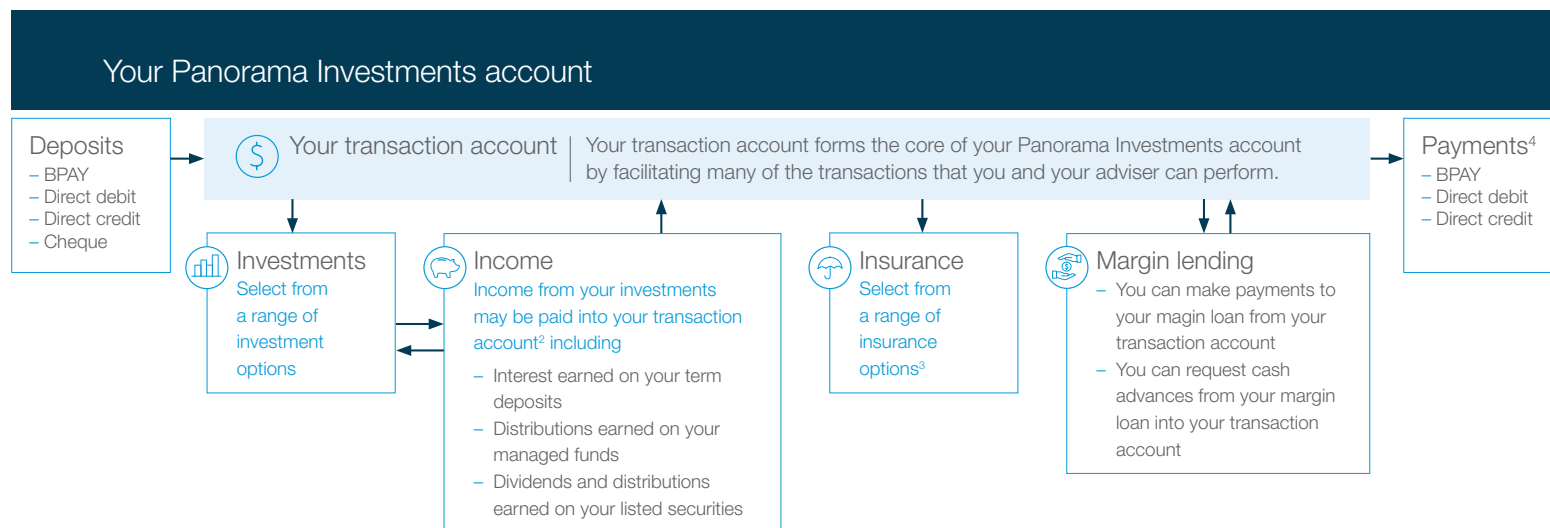 Your Panorama Investments account
Deposits
– BPAY
– Direct debit
– Direct credit
– Cheque
$
Your transaction account
Your transaction account forms the core of your Panorama Investments account
by facilitating many of the transactions that you and your adviser can perform.
Payments⁴
– BPAY
– Direct debit
– Direct credit
Investments
Select from
a range of
investment
options
Income
Income from your investments
may be paid into your transaction
account² including
– Interest earned on your term
deposits
– Distributions earned on your
managed funds
– Dividends and distributions
earned on your listed securities
Insurance
Select from
a range of
insurance
options³
$
Margin lending
– You can make payments to
your magin loan from your
transaction account
– You can request cash
advances from your margin
loan into your transaction
account